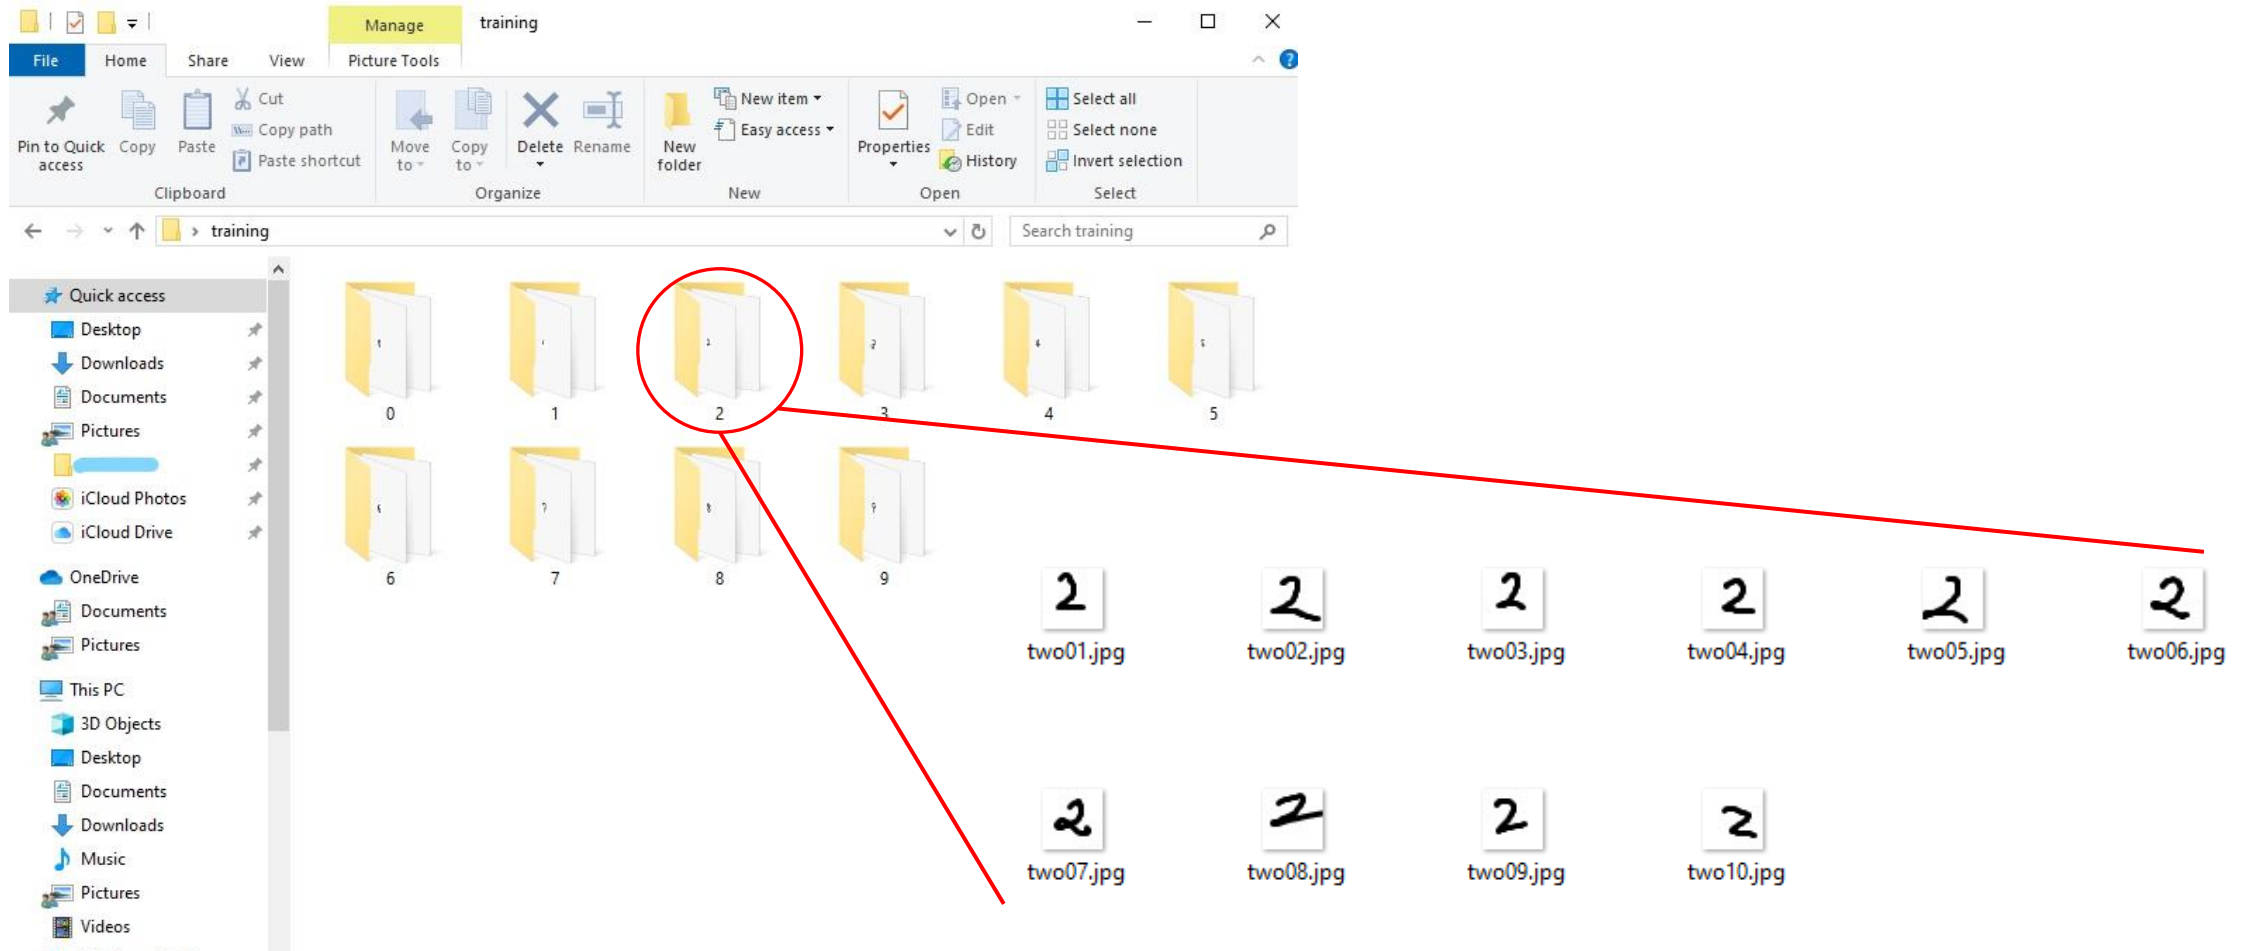 Manage training
File Home Share View Picture Tools
Pin to Quick access
Copy
Paste
Cut
Copy path
Paste shortcut
Clipboard
Move to
Copy to
Delete
Rename
Organize
New folder
New item
Easy access
New
Properties
Open
Edit
History
Open
Select all
Select none
Invert selection
Select
training
Search training
Quick access
Desktop
Downloads
Documents
Pictures
iCloud Photos
iCloud Drive
OneDrive
Documents
Pictures
This PC
3D Objects
Desktop
Documents
Downloads
Music
Pictures
Videos
0 1 2 3 4 5
6 7 8 9
2 2 2 2 2 2
two01.jpg two02.jpg two03.jpg two04.jpg two05.jpg two06.jpg
2 2 2 2
two07.jpg two08.jpg two09.jpg two10.jpg